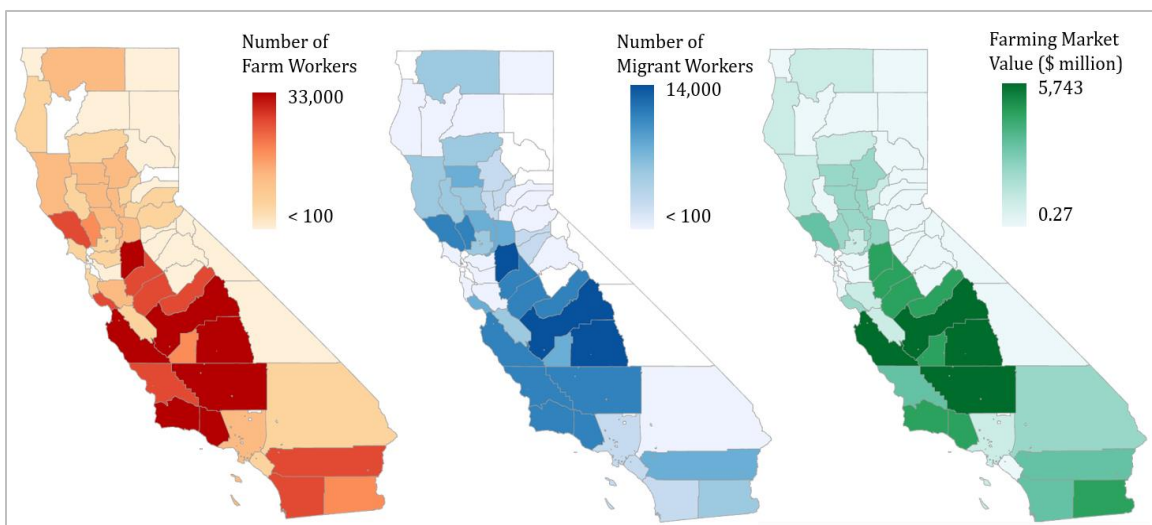 Number of
Farm Workers
33,000
< 100
Number of
Migrant Workers
14,000
< 100
Farming Market
Value ($ million)
5,743
0.27